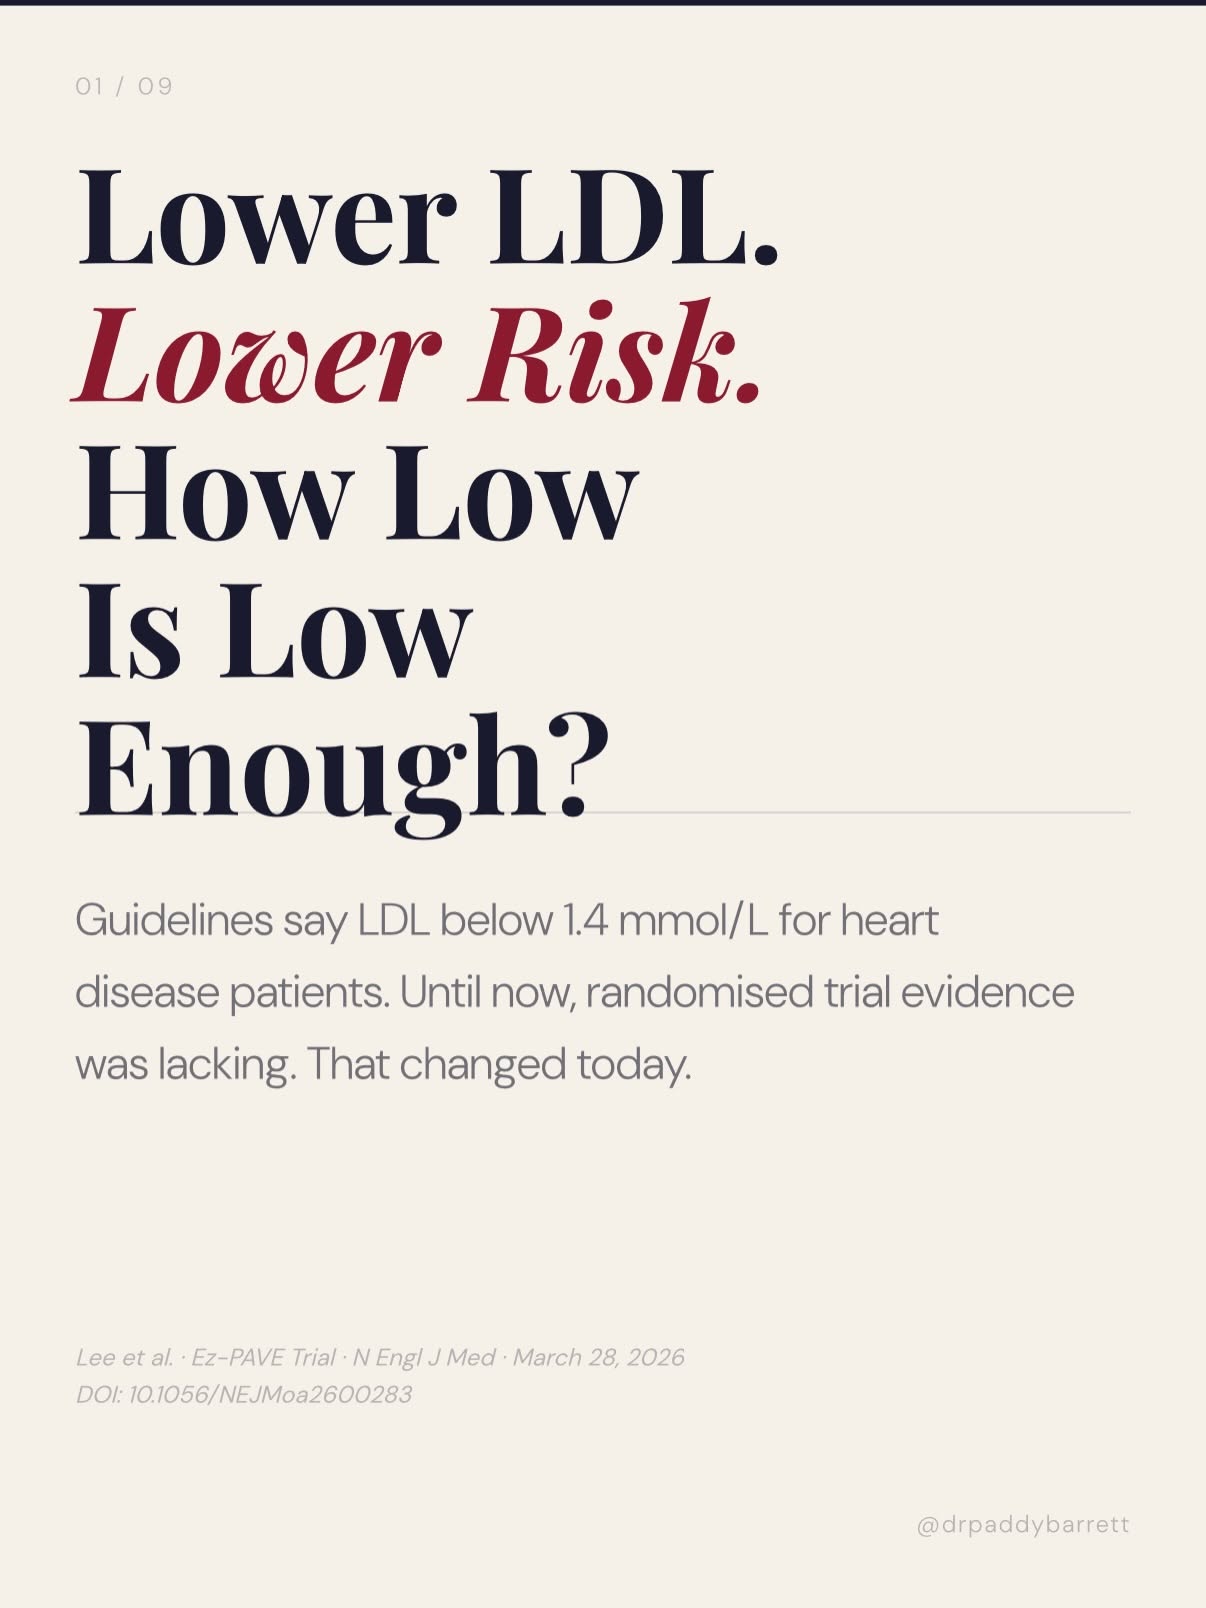 01 / 09
Lower LDL.
Lower Risk.
How Low
Is Low
Enough?
Guidelines say LDL below 1.4 mmol/L for heart
disease patients. Until now, randomised trial evidence
was lacking. That changed today.
Lee et al. · Ez-PAVE Trial · N Engl J Med · March 28, 2026
DOI: 10.1056/NEJMoa2600283
@drpaddybarrett